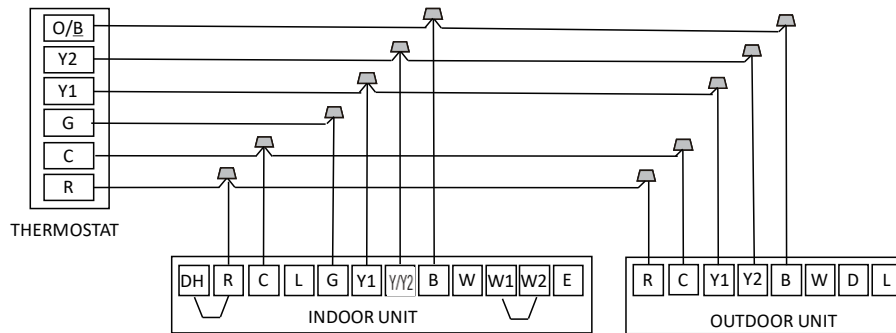 O/B
Y2
Y1
G
C
R
THERMOSTAT
DH R C L G Y1 Y/Y2 B W W1 W2 E
INDOOR UNIT
R C Y1 Y2 B W D L
OUTDOOR UNIT